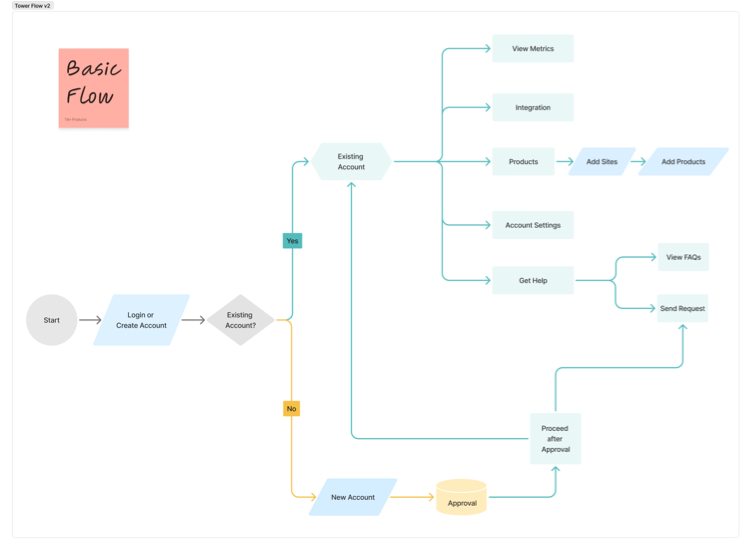 Tower Flow v2
Basic
Flow
View Metrics
Integration
Existing
Account
Products
Add Sites
Add Products
Yes
Account Settings
View FAQs
Get Help
Send Request
Start
Login or
Create Account
Existing
Account?
No
Proceed
after
Approval
New Account
Approval